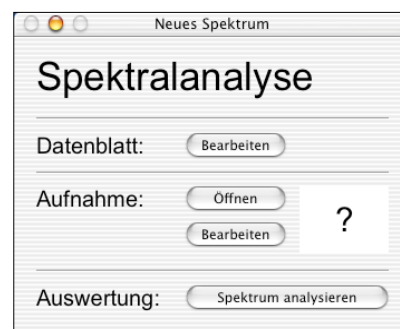 Neues Spektrum
Spektralanalyse
Datenblatt: Bearbeiten
Aufnahme: Öffnen
?
Bearbeiten
Auswertung: Spektrum analysieren